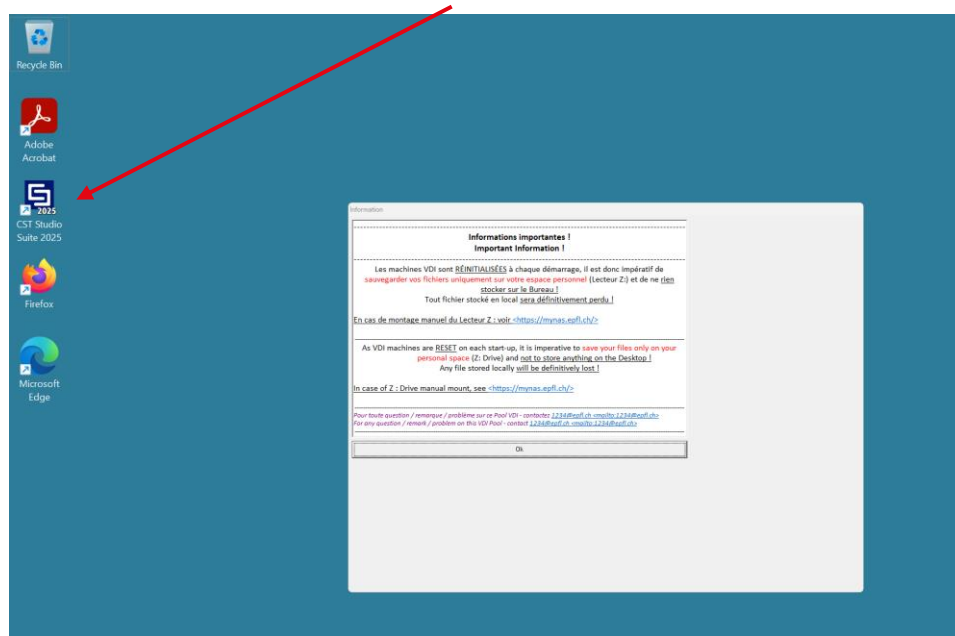 Recycle Bin
Adobe
Acrobat
2025
CST Studio
Suite 2025
Firefox
Microsoft
Edge
Information
Informations importantes !
Important Information !
Les machines VDI sont RÉINITIALISÉES à chaque démarrage, il est donc impératif de
sauvegarder vos fichiers uniquement sur votre espace personnel (Lecteur Z:) et de ne rien
stocker sur le Bureau !
Tout fichier stocké en local sera définitivement perdu !
En cas de montage manuel du Lecteur Z : voir <https://mynas.epfl.ch/>
As VDI machines are RESET on each start-up, it is imperative to save your files only on your
personal space (Z: Drive) and not to store anything on the Desktop !
Any file stored locally will be definitively lost !
In case of Z : Drive manual mount, see <https://mynas.epfl.ch/>
Pour toute question / remarque / problème sur ce Pool VDI - contactez 1234@epfl.ch <mailto:1234@epfl.ch>
For any question / remark / problem on this VDI Pool - contact 1234@epfl.ch <mailto:1234@epfl.ch>
Ok